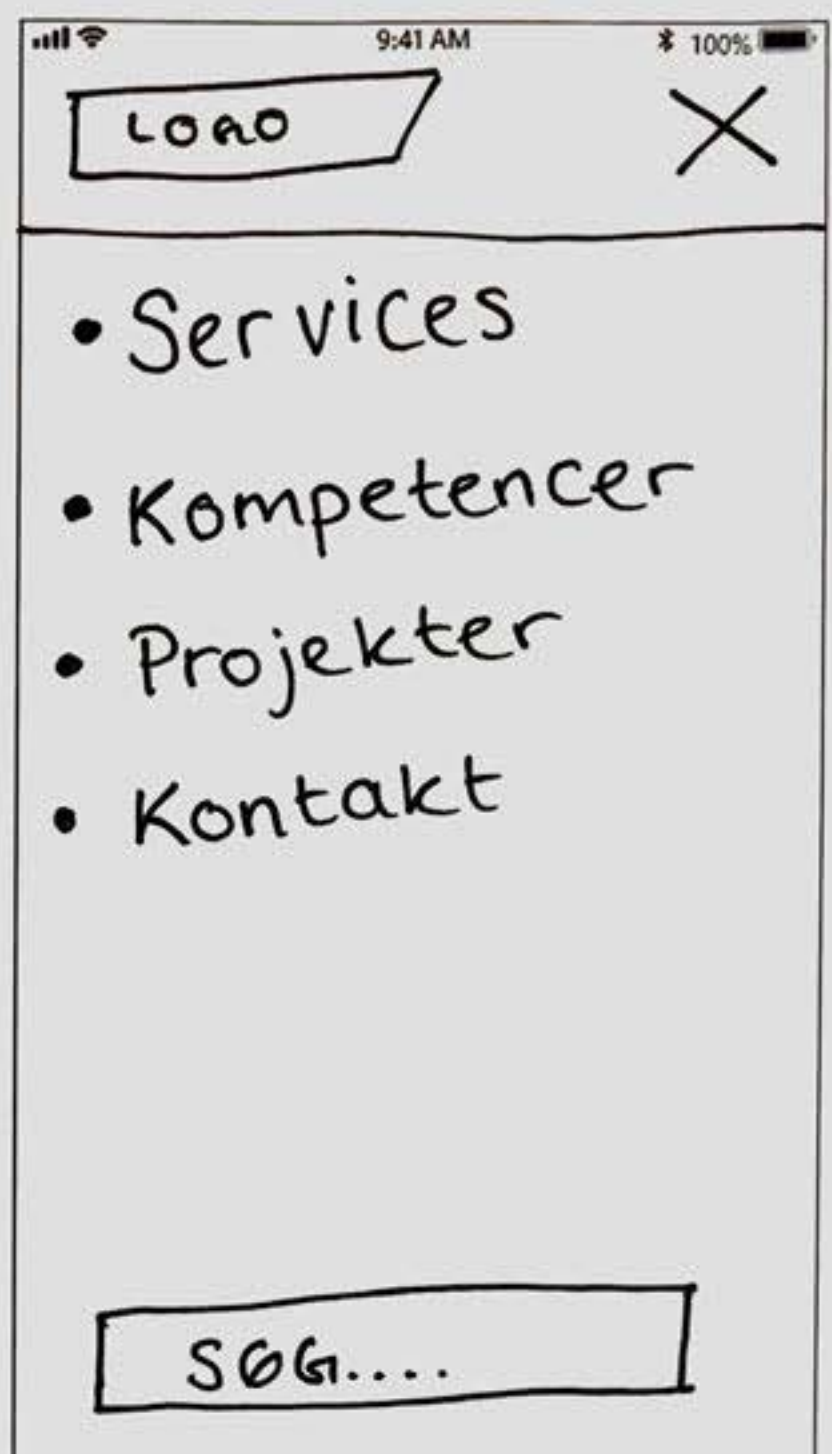 9:41 AM 100%
LOGO
• Services
• Kompetencer
• Projekter
• Kontakt
SØG....